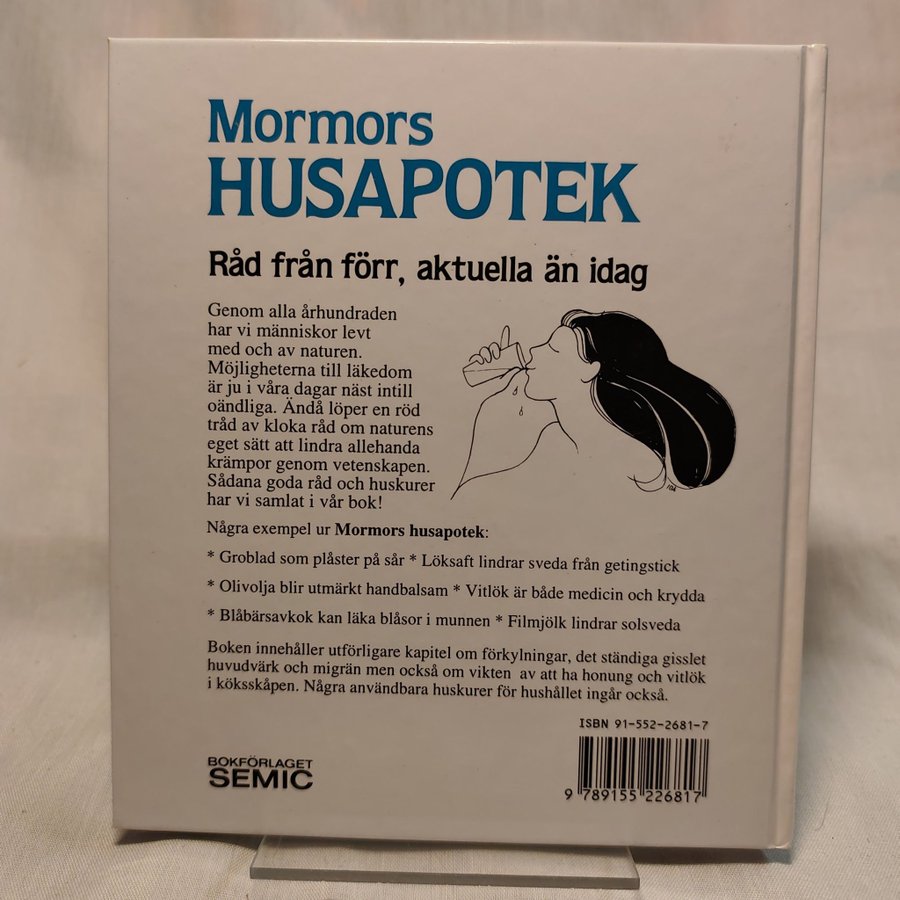 Mormors
HUSAPOTEK
Råd från förr, aktuella än idag
Genom alla århundraden
har vi människor levt
med och av naturen.
Möjligheterna till läkedom
är ju i våra dagar näst intill
oändliga. Ändå löper en röd
tråd av kloka råd om naturens
eget sätt att lindra allehanda
krämpor genom vetenskapen.
Sådana goda råd och huskurer
har vi samlat i vår bok!
Några exempel ur Mormors husapotek:
* Groblad som plåster på sår * Löksaft lindrar sveda från getingstick
* Olivolja blir utmärkt handbalsam * Vitlök är både medicin och krydda
* Blåbärsavkok kan läka blåsor i munnen * Filmjölk lindrar solsveda
Boken innehåller utförligare kapitel om förkylningar, det ständiga gisslet
huvudvärk och migrän men också om vikten av att ha honung och vitlök
i köksskåpen. Några användbara huskurer för hushållet ingår också.
ISBN 91-552-2681-7
BOKFÖRLAGET
SEMIC
9 789155 226817